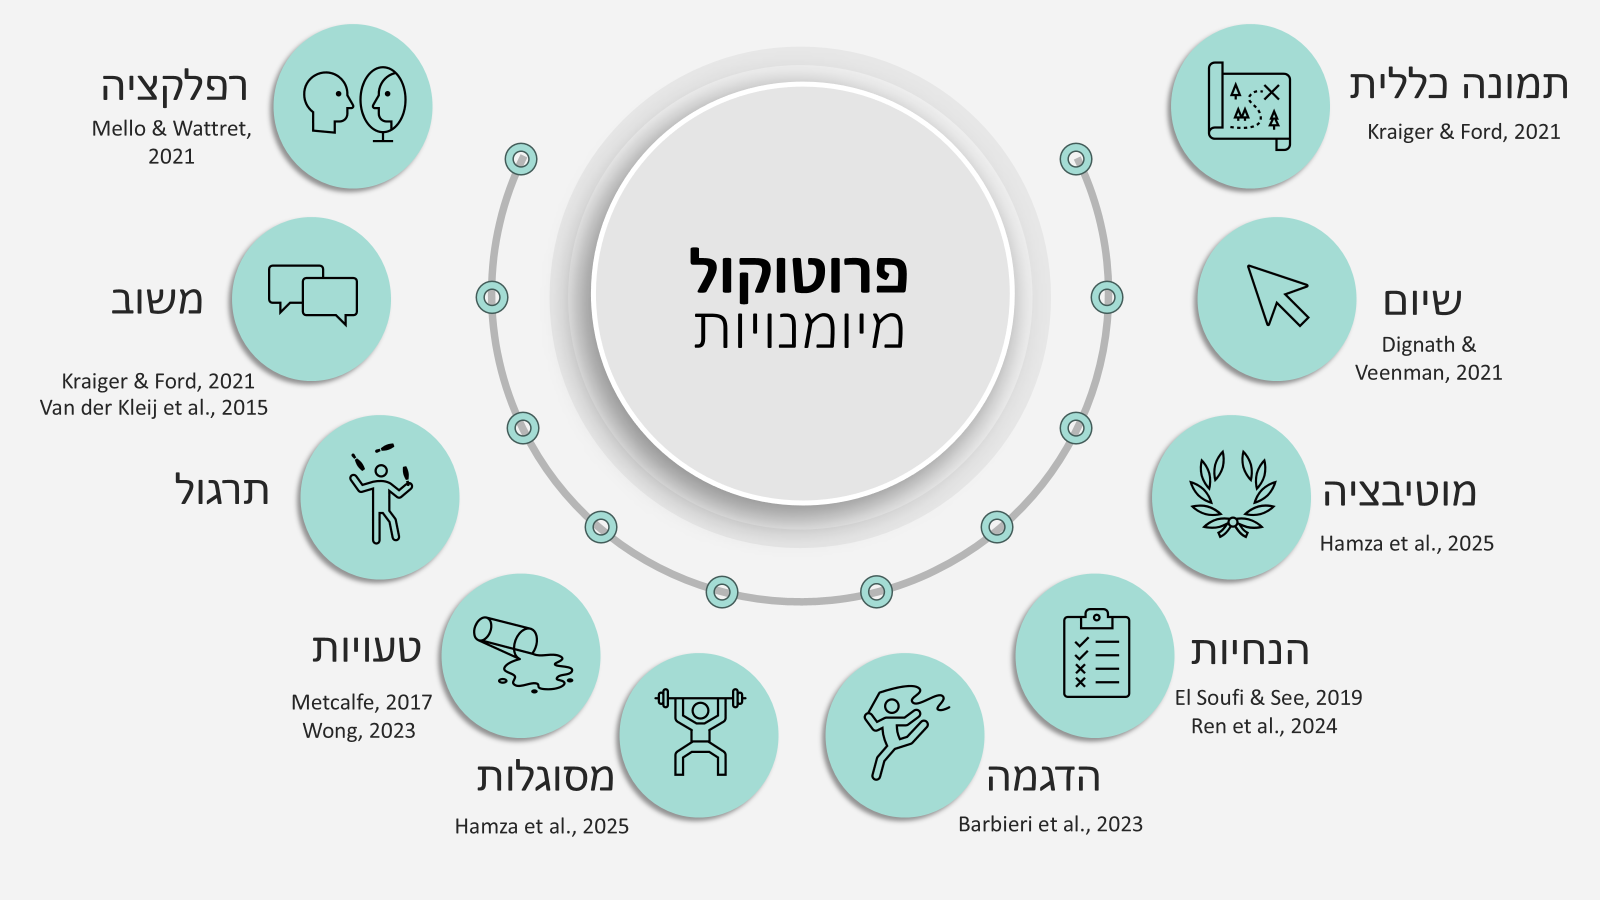 פרוטוקול
מיומנויות
תמונה כללית
Kraiger & Ford, 2021
שיום
Dignath &
Veenman, 2021
מוטיבציה
Hamza et al., 2025
הנחיות
El Soufi & See, 2019
Ren et al., 2024
הדגמה
Barbieri et al., 2023
מסוגלות
Hamza et al., 2025
טעויות
Metcalfe, 2017
Wong, 2023
תרגול
משוב
Kraiger & Ford, 2021
Van der Kleij et al., 2015
רפלקציה
Mello & Wattret,
2021